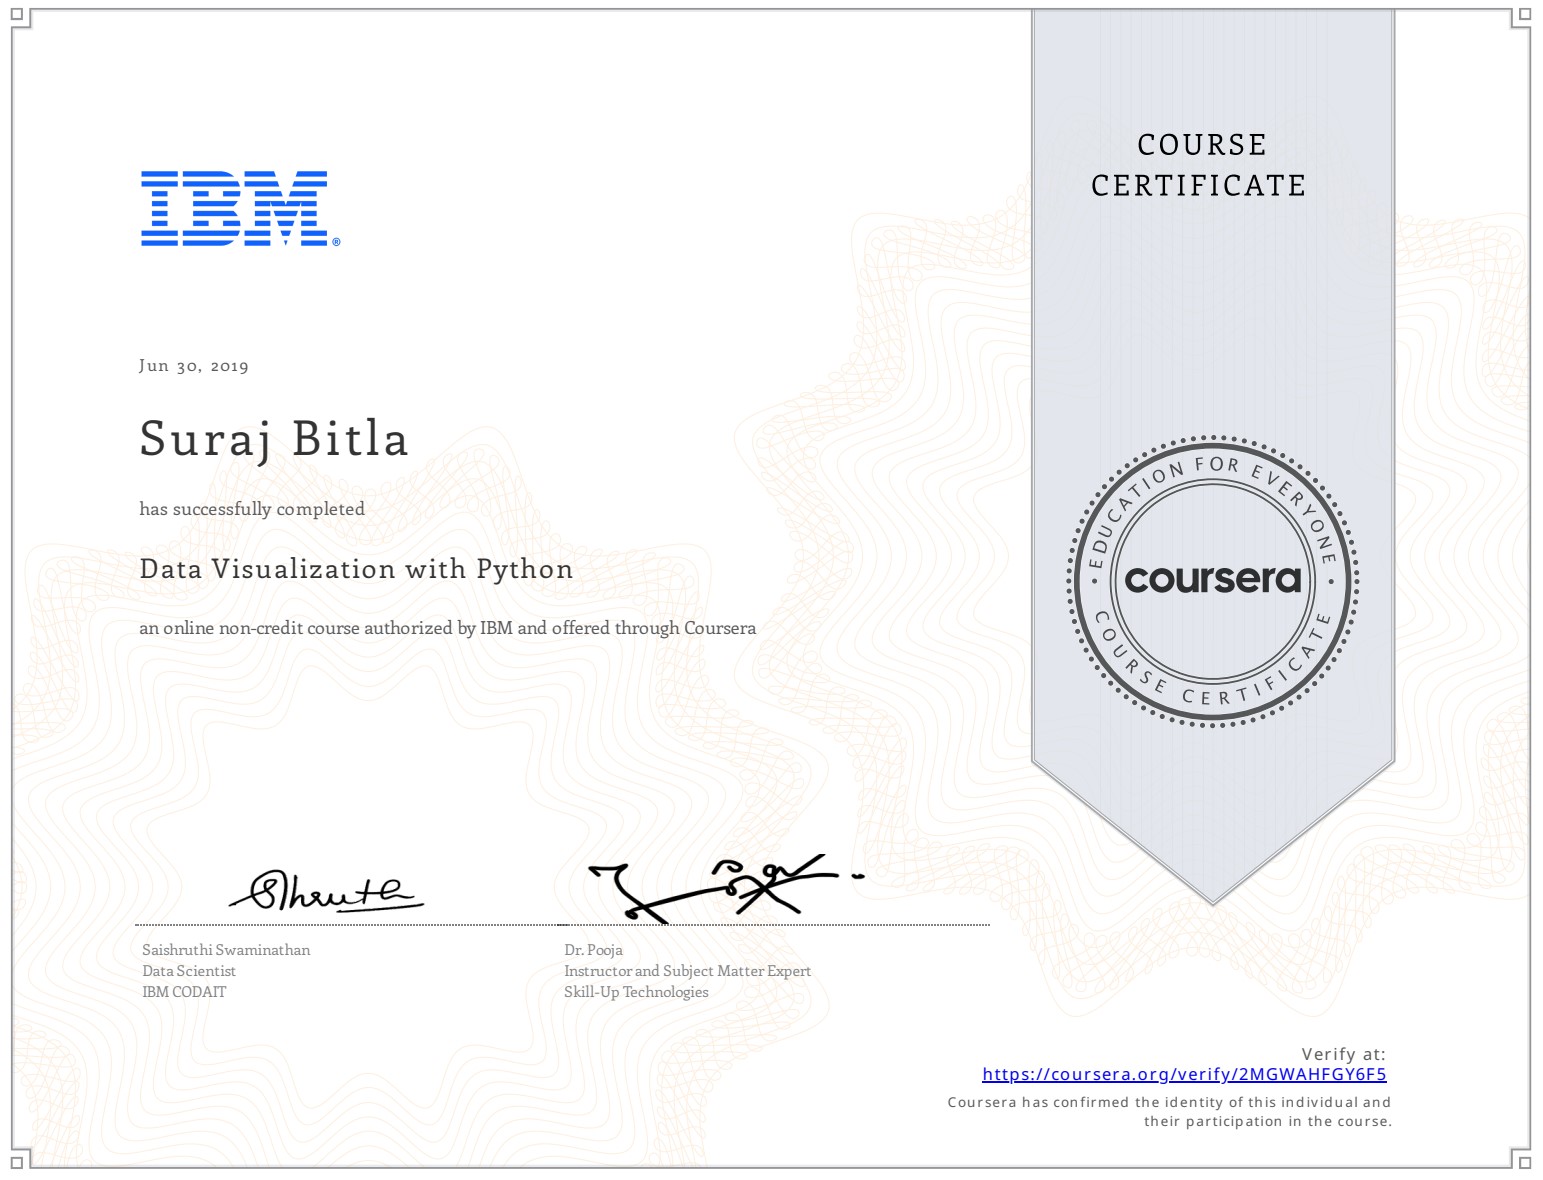 COURSE
CERTIFICATE
IBM®
Jun 30, 2019
Suraj Bitla
has successfully completed
Data Visualization with Python
an online non-credit course authorized by IBM and offered through Coursera
EDUCATION FOR EVERYONE
coursera
COURSE CERTIFICATE
Saishruthi Swaminathan
Data Scientist
IBM CODAIT
Dr. Pooja
Instructor and Subject Matter Expert
Skill-Up Technologies
Verify at:
https://coursera.org/verify/2MGWAHFGY6F5
Coursera has confirmed the identity of this individual and
their participation in the course.